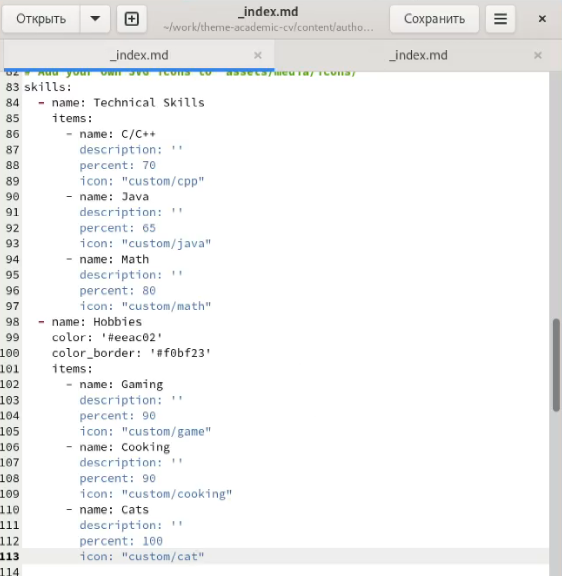 Открыть
_index.md
~/work/theme-academic-cv/content/autho…
Сохранить
_index.md
_index.md
82 # Add your own SVG icons to `assets/media/icons/`
83 skills:
84 - name: Technical Skills
85 items:
86 - name: C/C++
87 description: ''
88 percent: 70
89 icon: "custom/cpp"
90 - name: Java
91 description: ''
92 percent: 65
93 icon: "custom/java"
94 - name: Math
95 description: ''
96 percent: 80
97 icon: "custom/math"
98 - name: Hobbies
99 color: '#eeac02'
100 color_border: '#f0bf23'
101 items:
102 - name: Gaming
103 description: ''
104 percent: 90
105 icon: "custom/game"
106 - name: Cooking
107 description: ''
108 percent: 90
109 icon: "custom/cooking"
110 - name: Cats
111 description: ''
112 percent: 100
113 icon: "custom/cat"
114